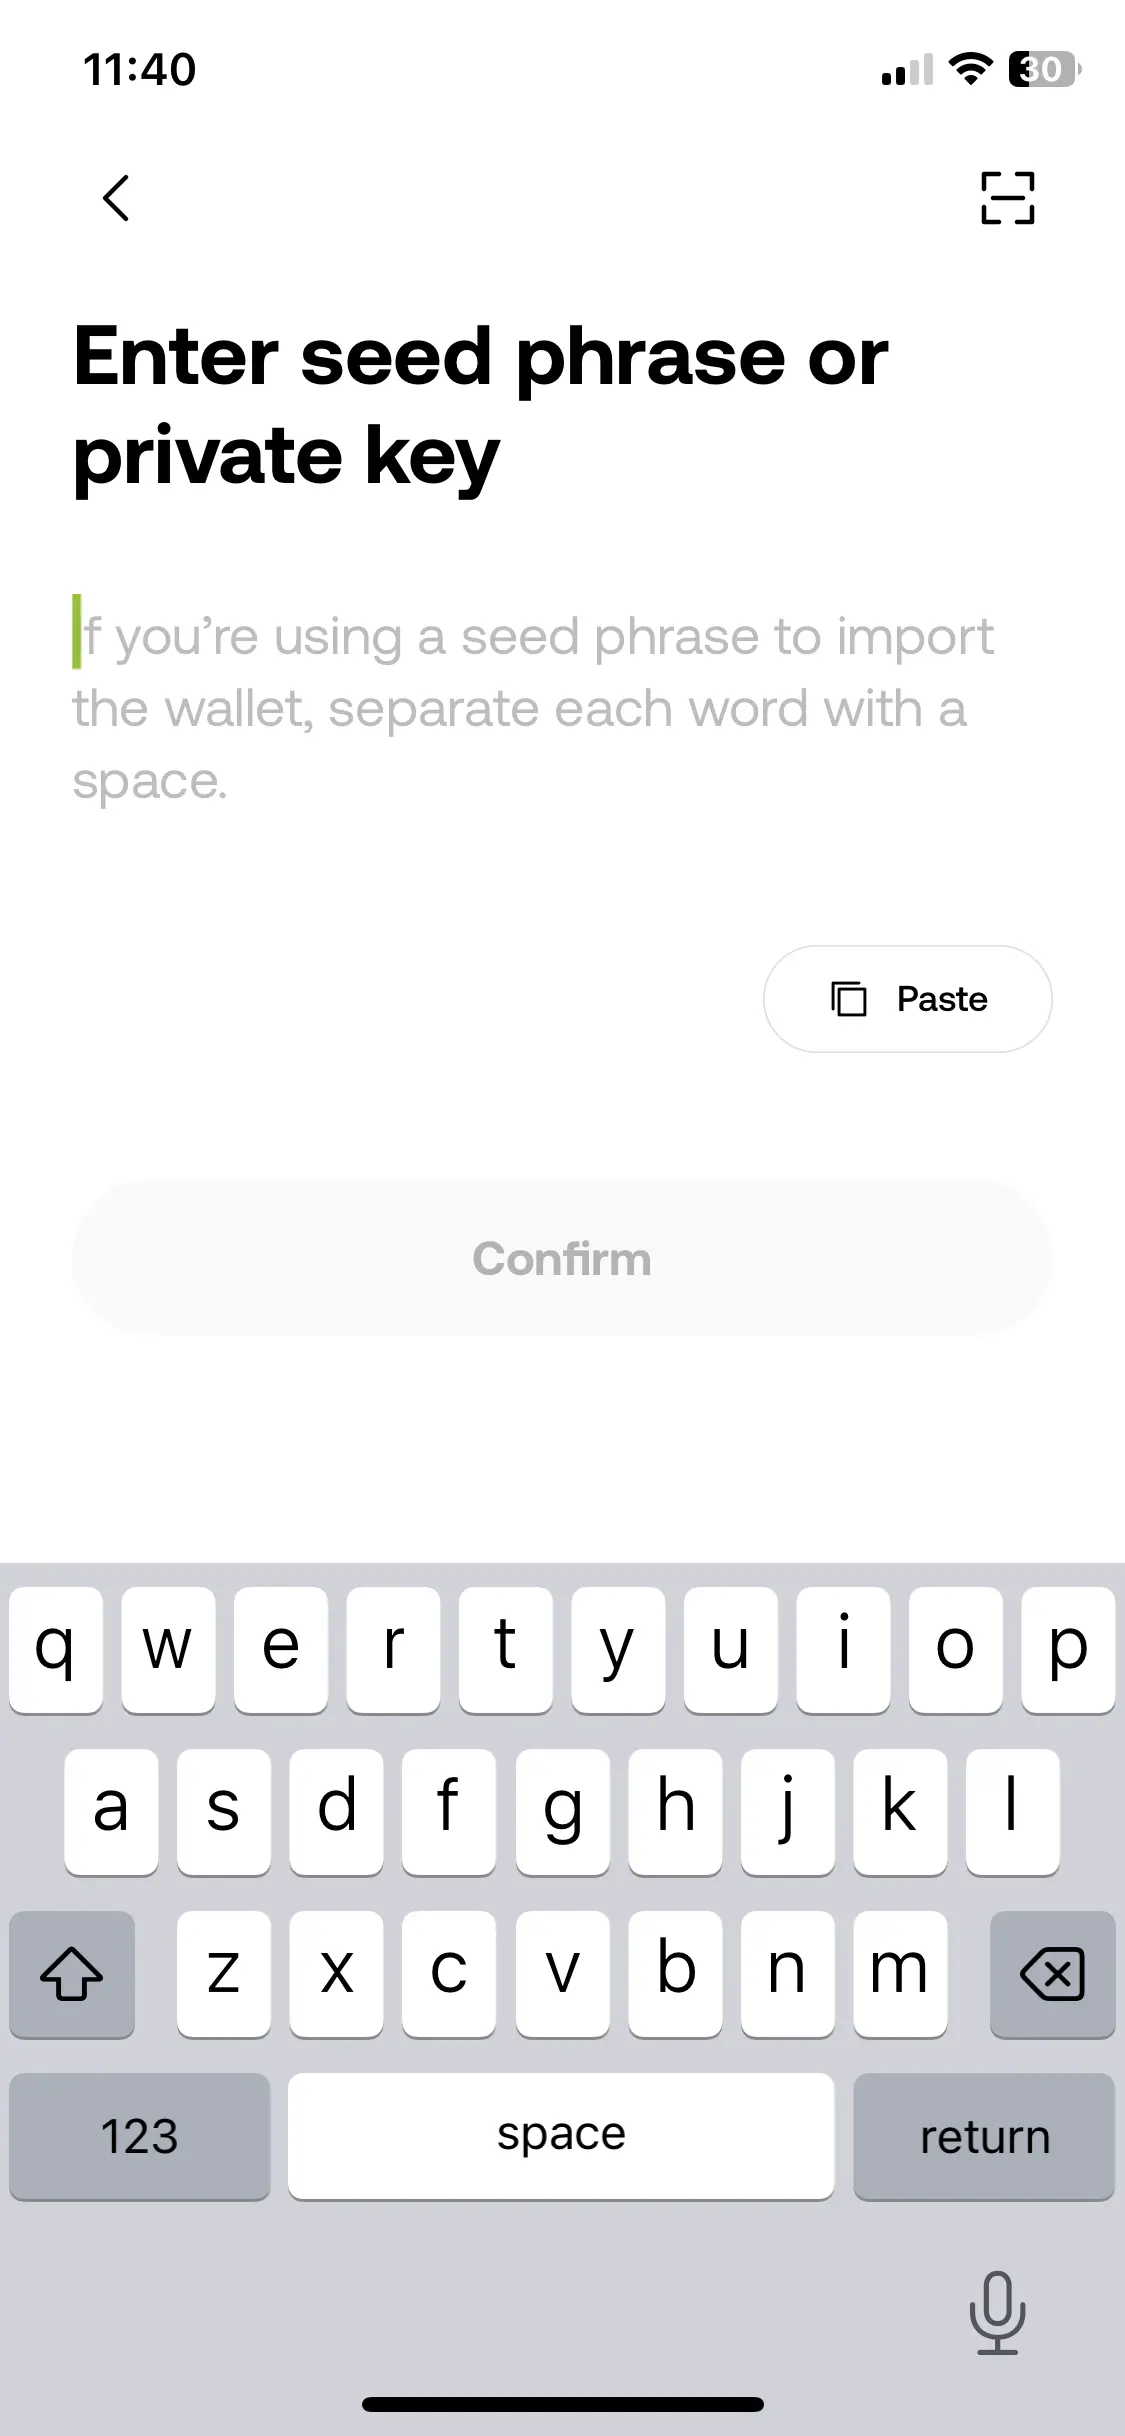 11:40
30
Enter seed phrase or
private key
If you’re using a seed phrase to import
the wallet, separate each word with a
space.
Paste
Confirm
q w e r t y u i o p
a s d f g h j k l
z x c v b n m
123 space return